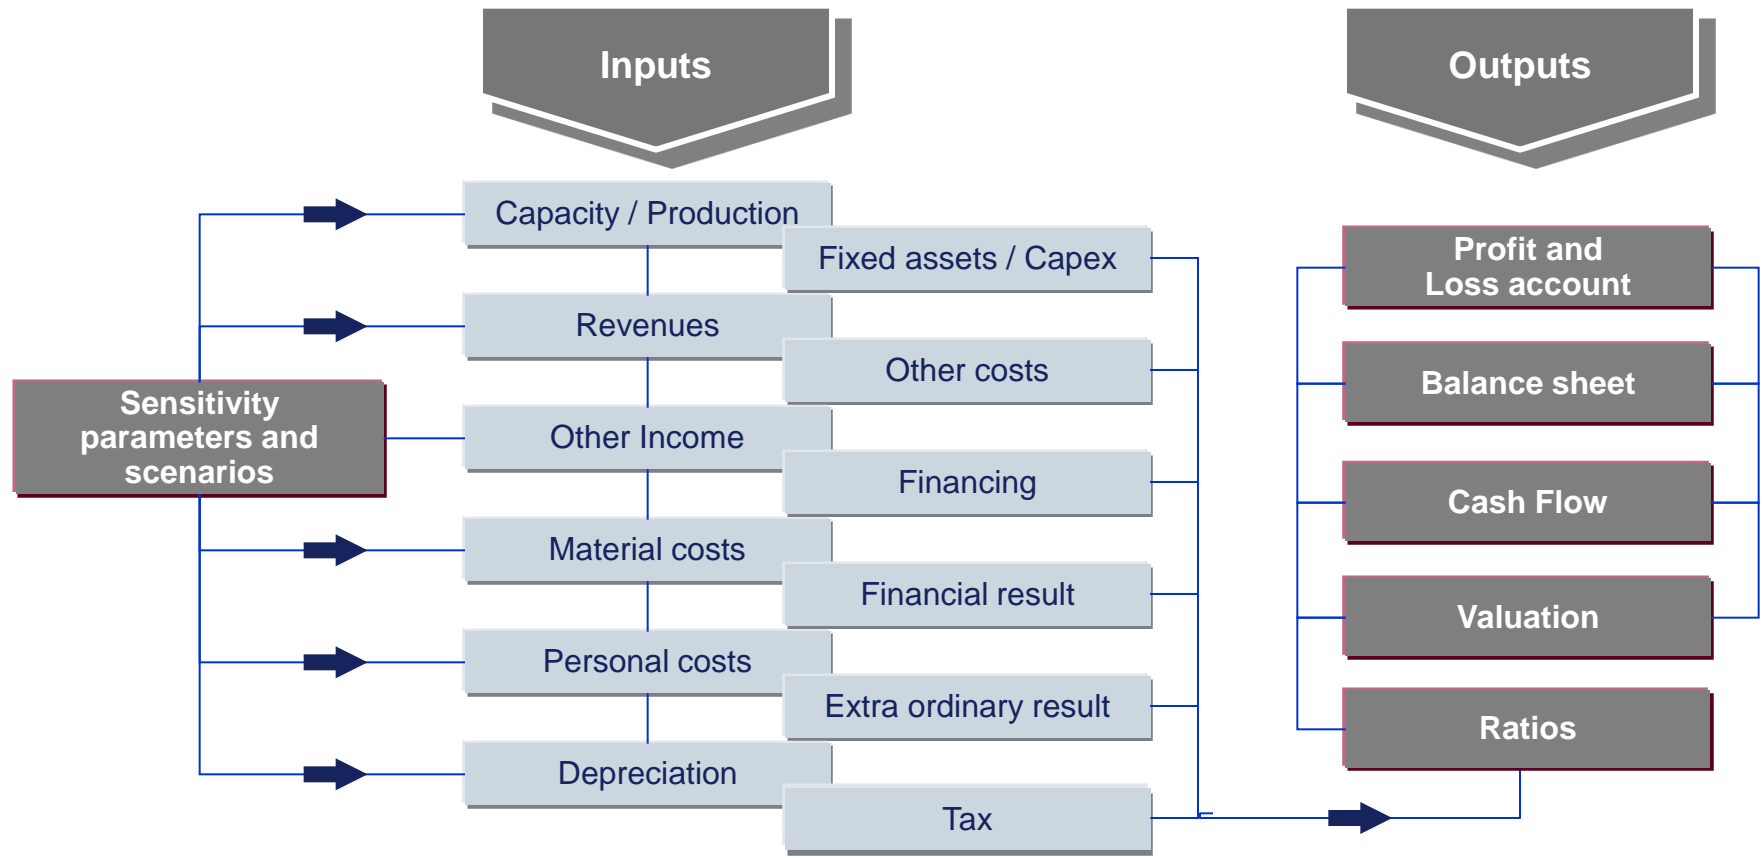 Inputs
Outputs
Capacity / Production
Fixed assets / Capex
Profit and
Loss account
Revenues
Other costs
Balance sheet
Sensitivity
parameters and
scenarios
Other Income
Financing
Cash Flow
Material costs
Financial result
Valuation
Personal costs
Extra ordinary result
Ratios
Depreciation
Tax